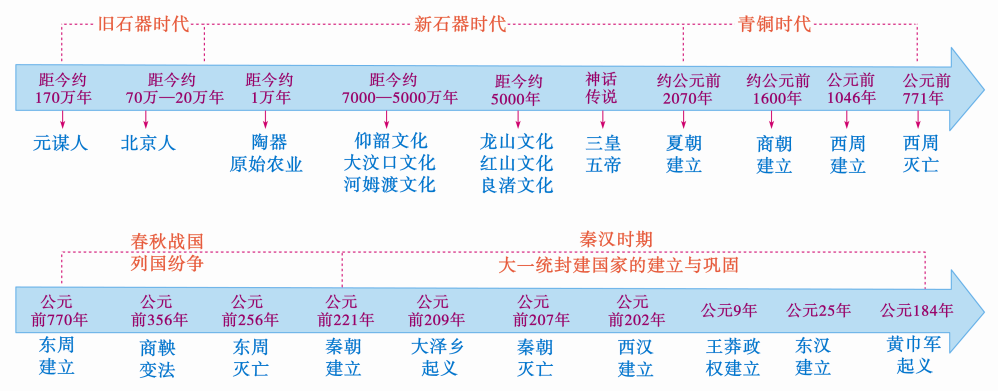 旧石器时代
新石器时代
青铜时代
距今约
170万年
距今约
70万—20万年
距今约
1万年
距今约
7000—5000万年
距今约
5000年
神话
传说
约公元前
2070年
约公元前
1600年
公元前
1046年
公元前
771年
元谋人
北京人
陶器
原始农业
仰韶文化
大汶口文化
河姆渡文化
龙山文化
红山文化
良渚文化
三皇
五帝
夏朝
建立
商朝
建立
西周
建立
西周
灭亡
春秋战国
列国纷争
秦汉时期
大一统封建国家的建立与巩固
公元
前770年
公元
前356年
公元
前256年
公元
前221年
公元
前209年
公元
前207年
公元
前202年
公元9年
公元25年
公元184年
东周
建立
商鞅
变法
东周
灭亡
秦朝
建立
大泽乡
起义
秦朝
灭亡
西汉
建立
王莽政
权建立
东汉
建立
黄巾军
起义